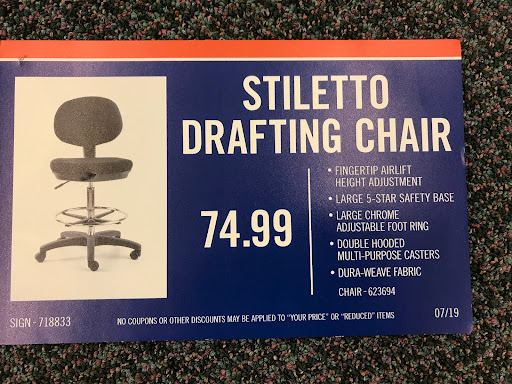 STILETTO
DRAFTING CHAIR
74.99
• FINGERTIP AIRLIFT
HEIGHT ADJUSTMENT
• LARGE 5-STAR SAFETY BASE
• LARGE CHROME
ADJUSTABLE FOOT RING
• DOUBLE HOODED
MULTI-PURPOSE CASTERS
• DURA-WEAVE FABRIC
CHAIR - 623694
SIGN - 718833
NO COUPONS OR OTHER DISCOUNTS MAY BE APPLIED TO "YOUR PRICE" OR "REDUCED" ITEMS
07/19